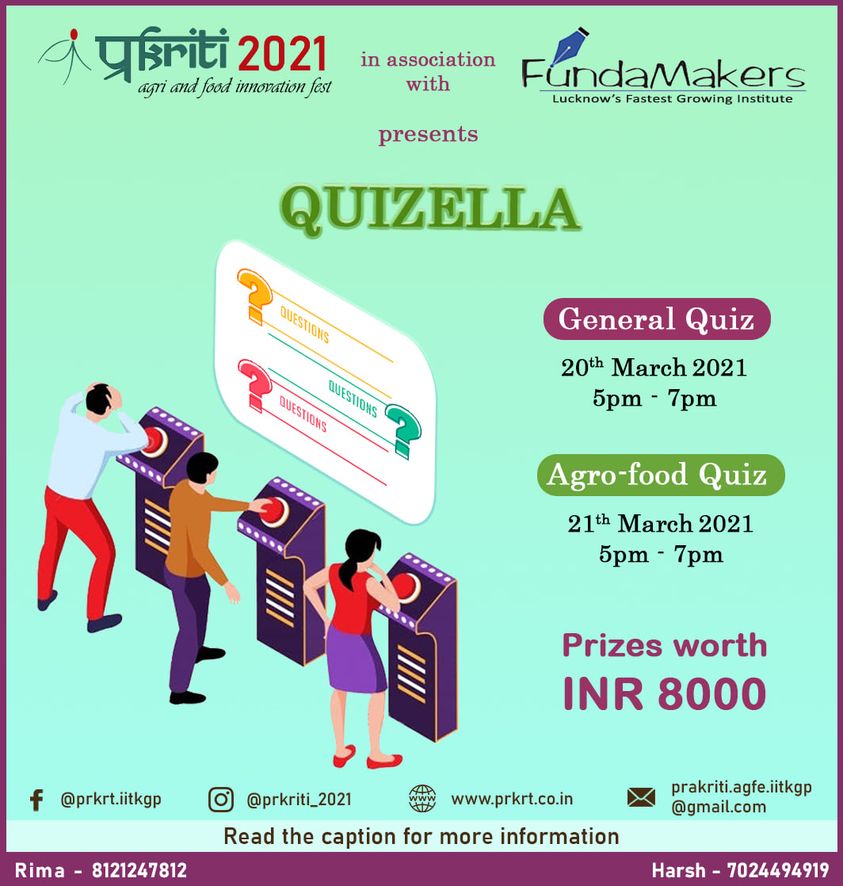 प्रkriti 2021
agri and food innovation fest
in association
with
FundaMakers
Lucknow's Fastest Growing Institute
presents
QUIZELLA
QUESTIONS
QUESTIONS
QUESTIONS
General Quiz
20th March 2021
5pm - 7pm
Agro-food Quiz
21th March 2021
5pm - 7pm
Prizes worth
INR 8000
@prkrt.iitkgp
@prkriti_2021
www.prkrt.co.in
prakriti.agfe.iitkgp
@gmail.com
Read the caption for more information
Rima - 8121247812
Harsh - 7024494919